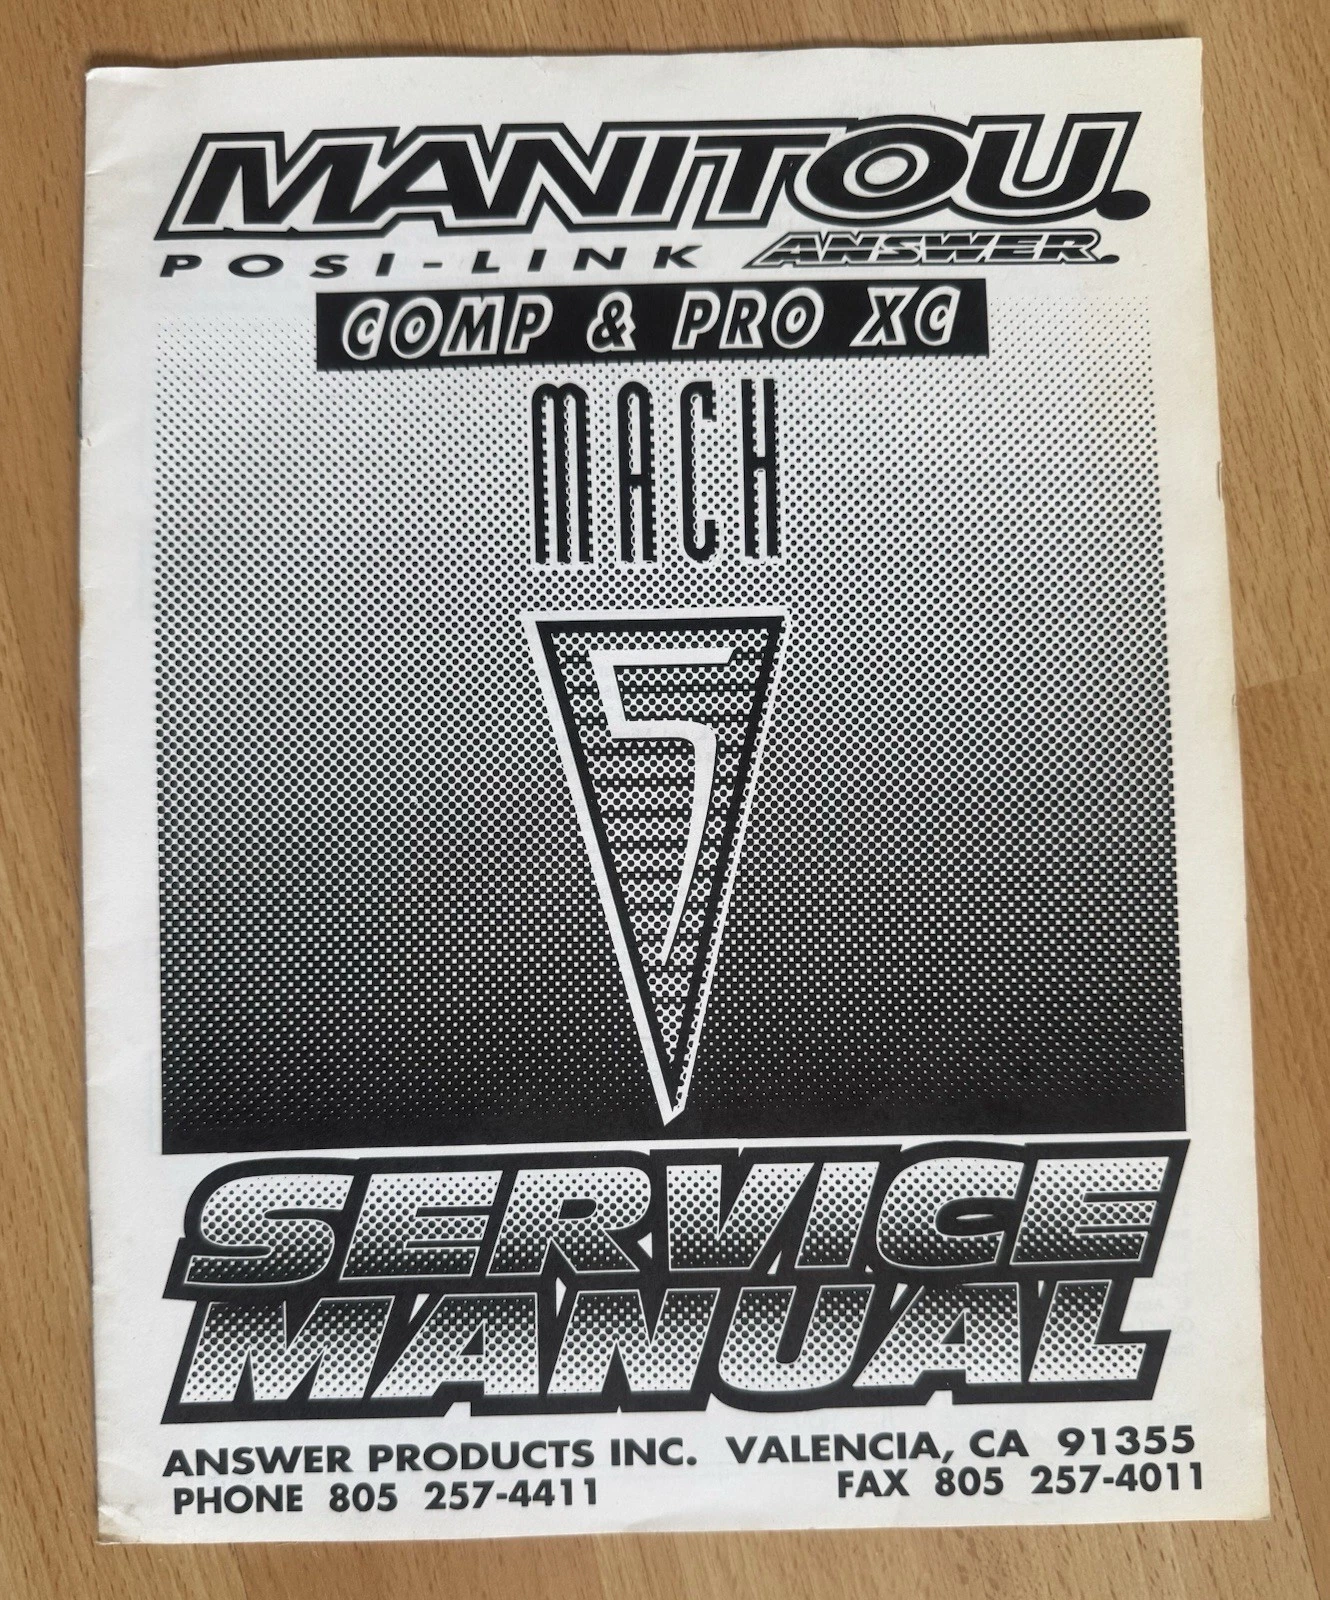 MANITOU.
POSI-LINK ANSWER.
COMP & PRO XC
MACH
5
SERVICE
MANUAL
ANSWER PRODUCTS INC. VALENCIA, CA 91355
PHONE 805 257-4411 FAX 805 257-4011